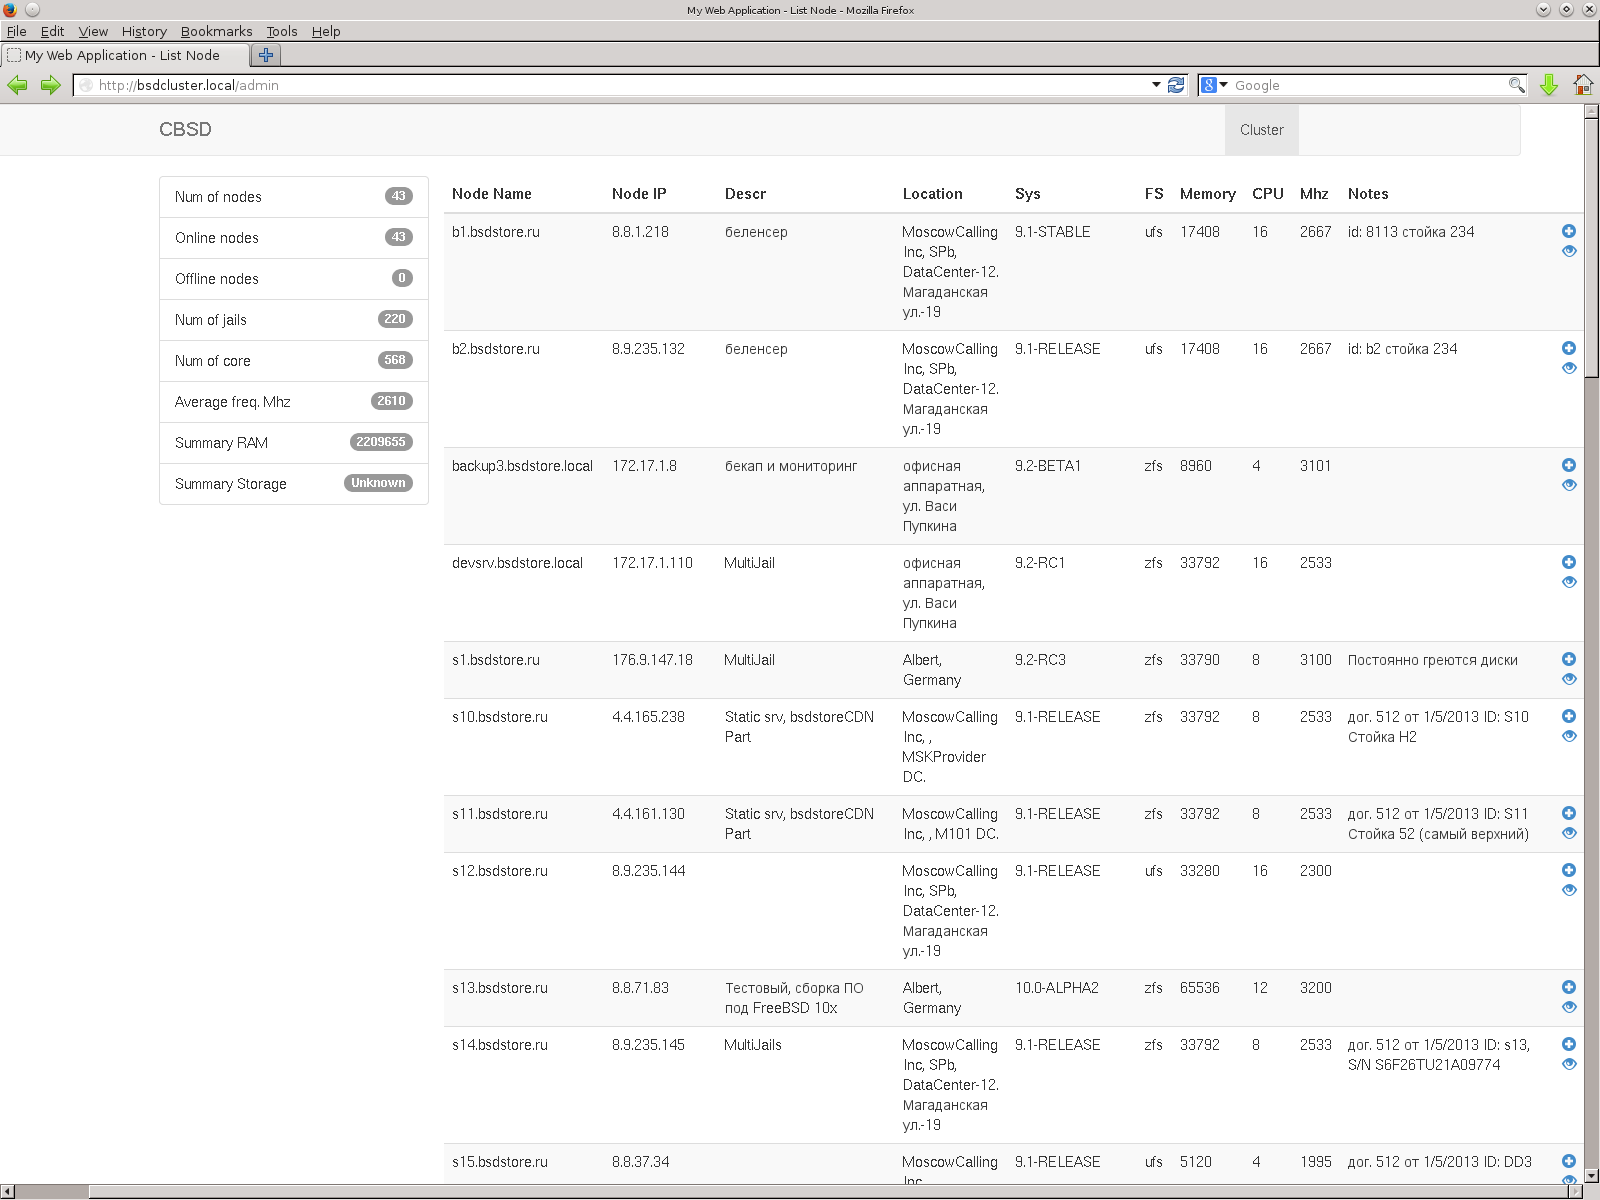 My Web Application - List Node - Mozilla Firefox
File Edit View History Bookmarks Tools Help
My Web Application - List Node
http://bsdcluster.local/admin
8 Google
CBSD
Cluster
Num of nodes 43
Online nodes 43
Offline nodes 0
Num of jails 220
Num of core 568
Average freq. Mhz 2610
Summary RAM 2209655
Summary Storage Unknown
Node Name Node IP Descr Location Sys FS Memory CPU Mhz Notes
b1.bsdstore.ru 8.8.1.218 беленсер MoscowCalling 9.1-STABLE ufs 17408 16 2667 id: 8113 стойка 234
Inc, SPb,
DataCenter-12.
Магаданская
ул.-19
b2.bsdstore.ru 8.9.235.132 беленсер MoscowCalling 9.1-RELEASE ufs 17408 16 2667 id: b2 стойка 234
Inc, SPb,
DataCenter-12.
Магаданская
ул.-19
backup3.bsdstore.local 172.17.1.8 бекап и мониторинг офисная 9.2-BETA1 zfs 8960 4 3101
аппаратная,
ул. Васи
Пупкина
devsrv.bsdstore.local 172.17.1.110 MultiJail офисная 9.2-RC1 zfs 33792 16 2533
аппаратная,
ул. Васи
Пупкина
s1.bsdstore.ru 176.9.147.18 MultiJail Albert, 9.2-RC3 zfs 33790 8 3100 Постоянно греются диски
Germany
s10.bsdstore.ru 4.4.165.238 Static srv, bsdstoreCDN MoscowCalling 9.1-RELEASE zfs 33792 8 2533 дог. 512 от 1/5/2013 ID: S10
Part Inc, , Стойка H2
MSKProvider
DC.
s11.bsdstore.ru 4.4.161.130 Static srv, bsdstoreCDN MoscowCalling 9.1-RELEASE zfs 33792 8 2533 дог. 512 от 1/5/2013 ID: S11
Part Inc, , M101 DC. Стойка 52 (самый верхний)
s12.bsdstore.ru 8.9.235.144 MoscowCalling 9.1-RELEASE ufs 33280 16 2300
Inc, SPb,
DataCenter-12.
Магаданская
ул.-19
s13.bsdstore.ru 8.8.71.83 Тестовый, сборка ПО Albert, 10.0-ALPHA2 zfs 65536 12 3200
под FreeBSD 10x Germany
s14.bsdstore.ru 8.9.235.145 MultiJails MoscowCalling 9.1-RELEASE zfs 33792 8 2533 дог. 512 от 1/5/2013 ID: s13,
Inc, SPb, S/N S6F26TU21A09774
DataCenter-12.
Магаданская
ул.-19
s15.bsdstore.ru 8.8.37.34 MoscowCalling 9.1-RELEASE ufs 5120 4 1995 дог. 512 от 1/5/2013 ID: DD3
Inc